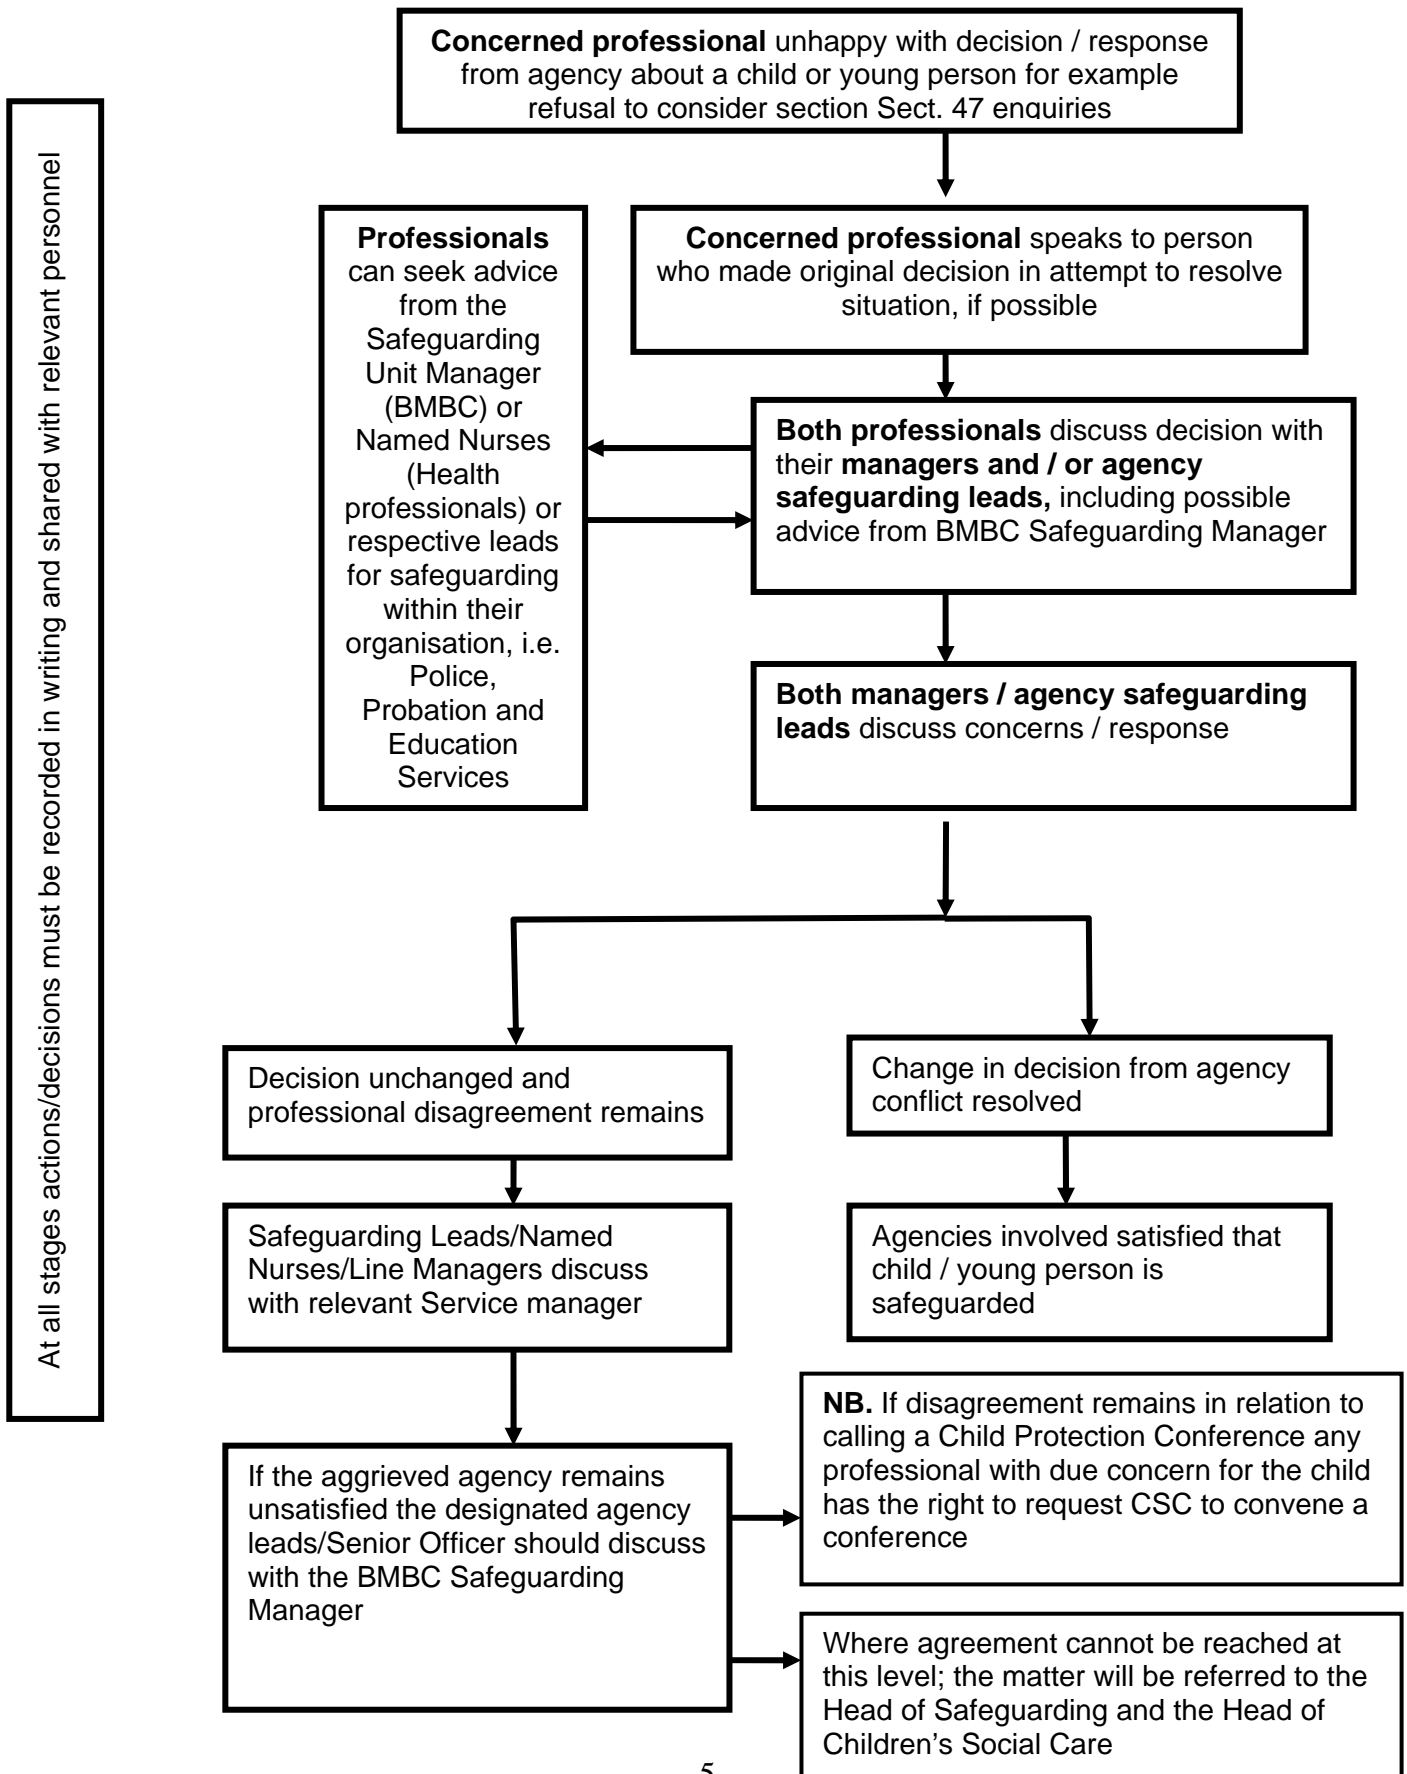 Concerned professional unhappy with decision / response
from agency about a child or young person for example
refusal to consider section Sect. 47 enquiries
At all stages actions/decisions must be recorded in writing and shared with relevant personnel
Professionals
can seek advice
from the
Safeguarding
Unit Manager
(BMBC) or
Named Nurses
(Health
professionals) or
respective leads
for safeguarding
within their
organisation, i.e.
Police,
Probation and
Education
Services
Concerned professional speaks to person
who made original decision in attempt to resolve
situation, if possible
Both professionals discuss decision with
their managers and / or agency
safeguarding leads, including possible
advice from BMBC Safeguarding Manager
Both managers / agency safeguarding
leads discuss concerns / response
Decision unchanged and
professional disagreement remains
Change in decision from agency
conflict resolved
Safeguarding Leads/Named
Nurses/Line Managers discuss
with relevant Service manager
Agencies involved satisfied that
child / young person is
safeguarded
If the aggrieved agency remains
unsatisfied the designated agency
leads/Senior Officer should discuss
with the BMBC Safeguarding
Manager
NB. If disagreement remains in relation to
calling a Child Protection Conference any
professional with due concern for the child
has the right to request CSC to convene a
conference
Where agreement cannot be reached at
this level; the matter will be referred to the
Head of Safeguarding and the Head of
Children’s Social Care
5